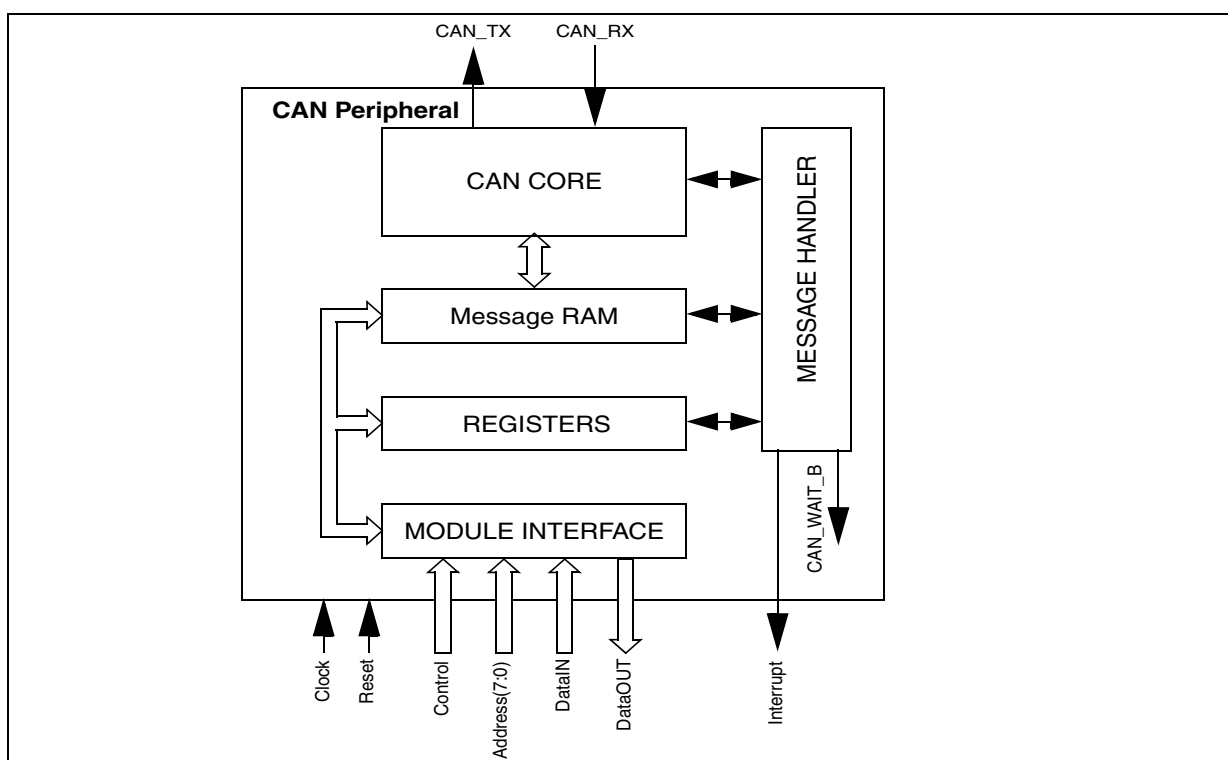 CAN_TX
CAN_RX
CAN Peripheral
CAN CORE
MESSAGE HANDLER
Message RAM
REGISTERS
MODULE INTERFACE
CAN_WAIT_B
Clock
Reset
Control
Address(7:0)
DataIN
DataOUT
Interrupt